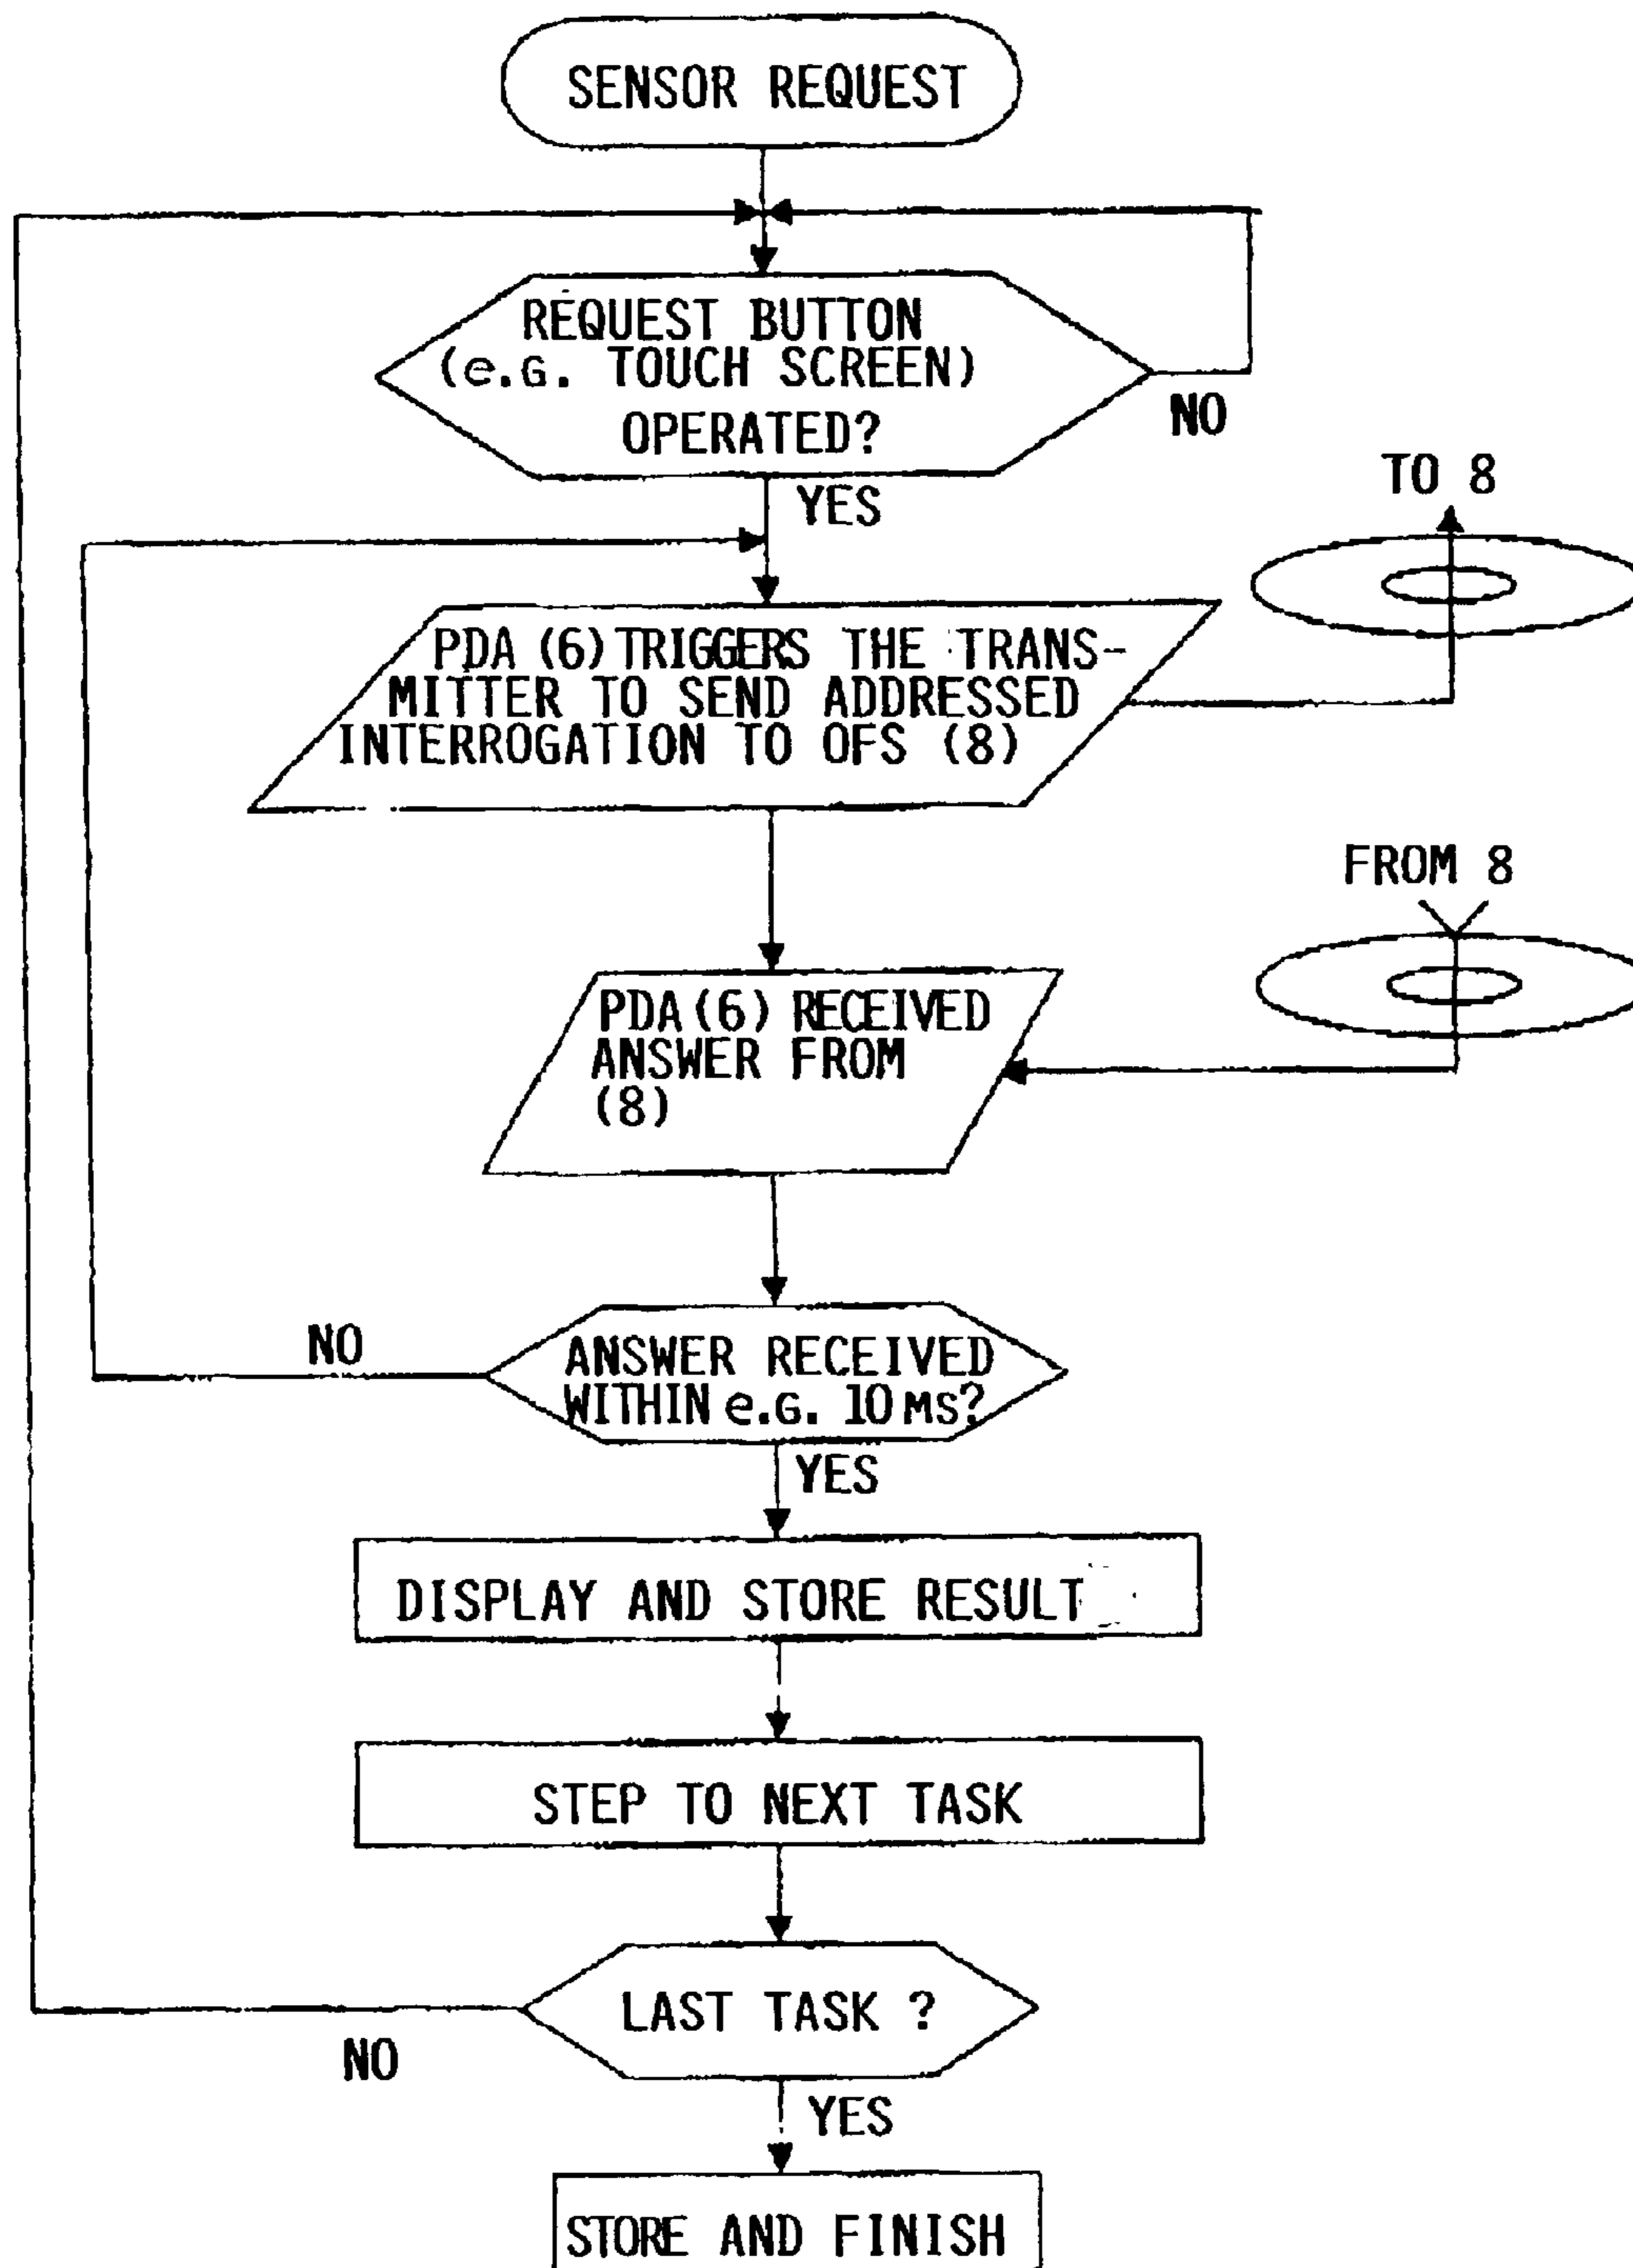 SENSOR REQUEST
REQUEST BUTTON
(e.G. TOUCH SCREEN)
OPERATED?
NO
YES
TO 8
PDA (6) TRIGGERS THE TRANS-
MITTER TO SEND ADDRESSED
INTERROGATION TO OFS (8)
FROM 8
PDA (6) RECEIVED
ANSWER FROM
(8)
NO
ANSWER RECEIVED
WITHIN e.G. 10 MS?
YES
DISPLAY AND STORE RESULT
STEP TO NEXT TASK
LAST TASK ?
NO
YES
STORE AND FINISH